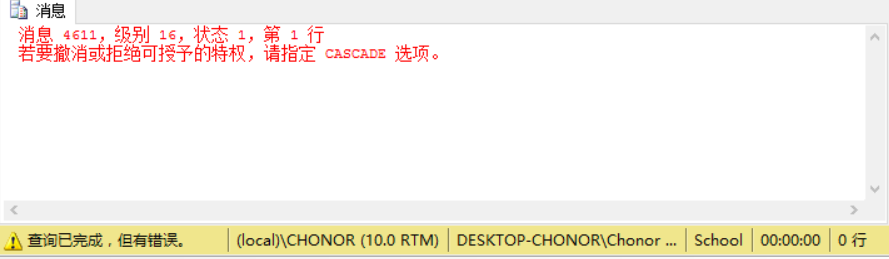 消息
消息 4611，级别 16，状态 1，第 1 行
若要撤消或拒绝可授予的特权，请指定 CASCADE 选项。
查询已完成，但有错误。 (local)\CHONOR (10.0 RTM) DESKTOP-CHONOR\Chonor ... School 00:00:00 0 行